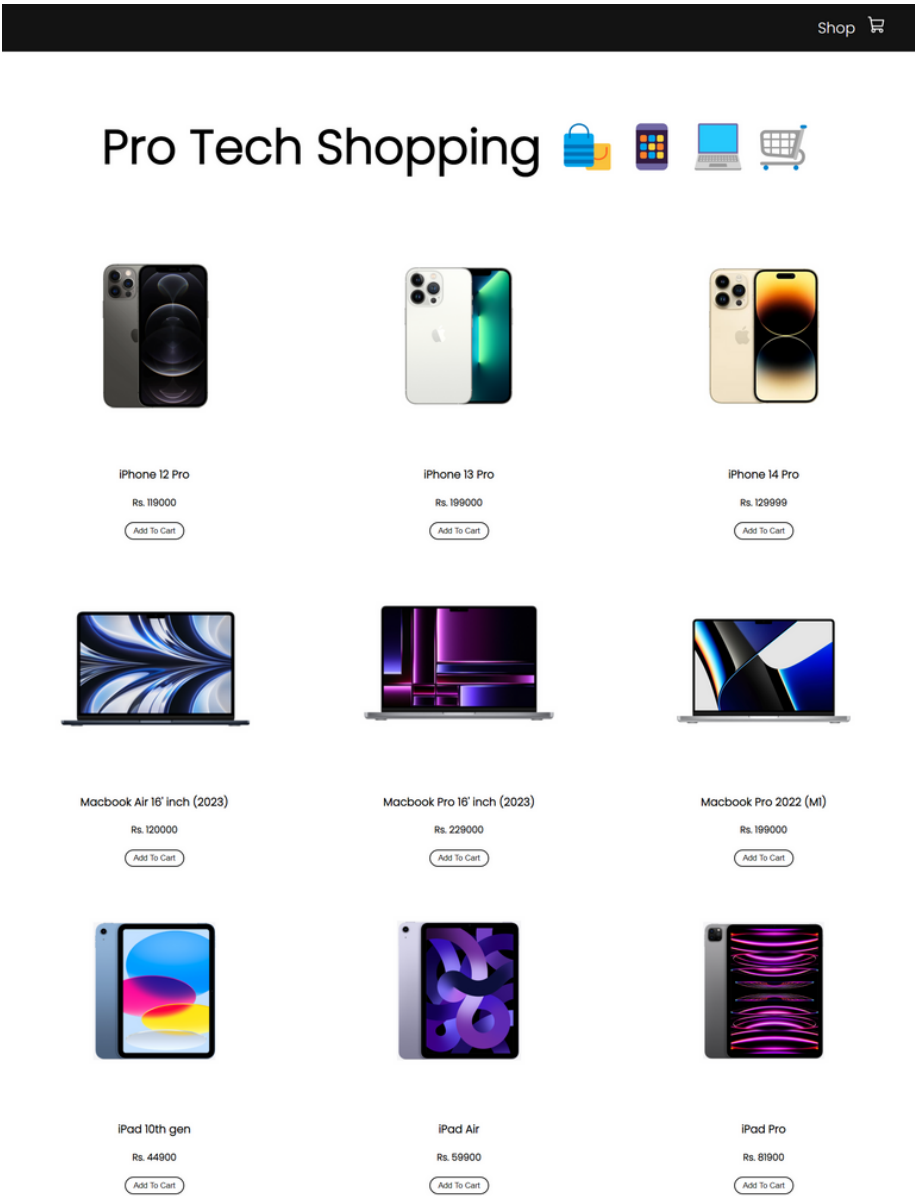 Shop
Pro Tech Shopping
iPhone 12 Pro
iPhone 13 Pro
iPhone 14 Pro
Rs. 119000
Rs. 199000
Rs. 129999
Add To Cart
Add To Cart
Add To Cart
Macbook Air 16' inch (2023)
Macbook Pro 16' inch (2023)
Macbook Pro 2022 (M1)
Rs. 120000
Rs. 229000
Rs. 199000
Add To Cart
Add To Cart
Add To Cart
iPad 10th gen
iPad Air
iPad Pro
Rs. 44900
Rs. 59900
Rs. 81900
Add To Cart
Add To Cart
Add To Cart